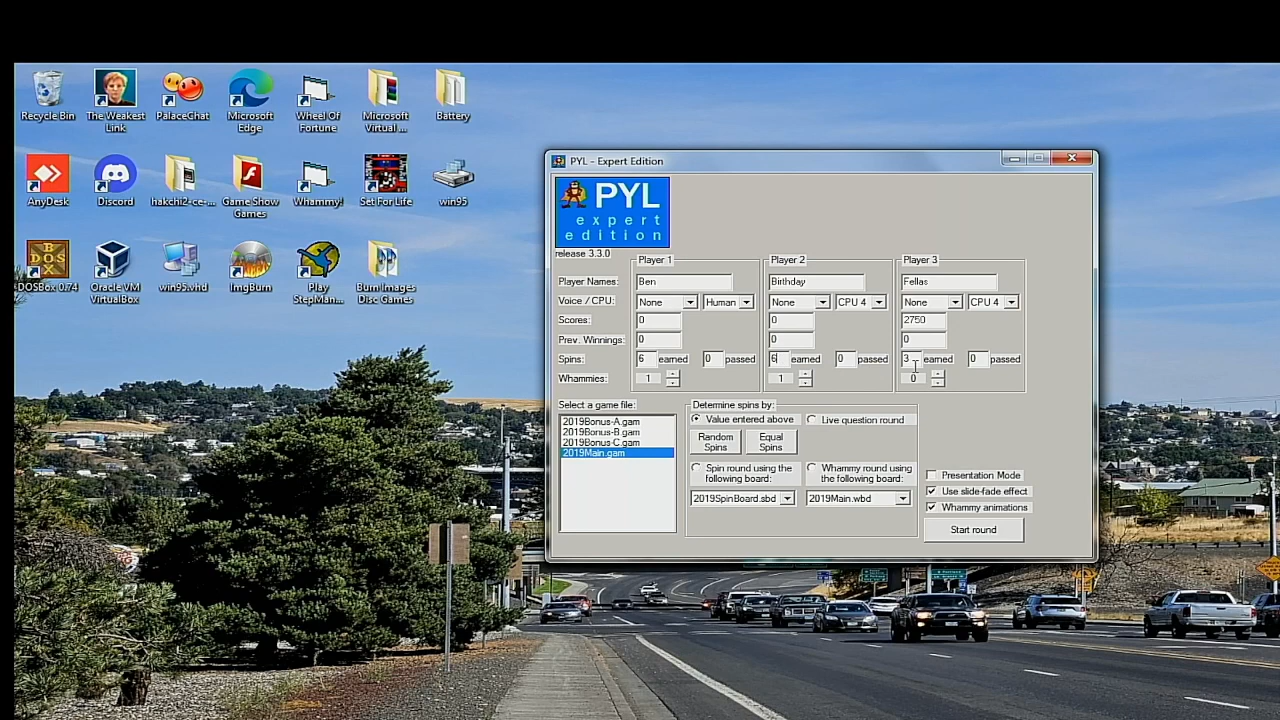 Recycle Bin
The Weakest
Link
PalaceChat
Microsoft
Edge
Wheel Of
Fortune
Microsoft
Virtual ...
Battery
AnyDesk
Discord
hakchi2-ce-...
Game Show
Games
Whammy!
Set For Life
win95
DOSBox 0.74
Oracle VM
VirtualBox
win95.vhd
ImgBurn
Play
StepMan...
Burn Images
Disc Games
PYL - Expert Edition
PYL
expert
edition
release 3.3.0
Player 1
Player 2
Player 3
Player Names:
Ben
Birthday
Fellas
Voice / CPU:
None
Human
None
CPU 4
None
CPU 4
Scores:
0
0
2750
Prev. Winnings:
0
0
0
Spins:
6
earned
0
passed
6
earned
0
passed
3
earned
0
passed
Whammies:
1
1
0
Select a game file:
2019Bonus-A.gam
2019Bonus-B.gam
2019Bonus-C.gam
2019Main.gam
Determine spins by:
Value entered above
Live question round
Random
Spins
Equal
Spins
Spin round using the
following board:
Whammy round using
the following board:
2019SpinBoard.sbd
2019Main.wbd
Presentation Mode
Use slide-fade effect
Whammy animations
Start round